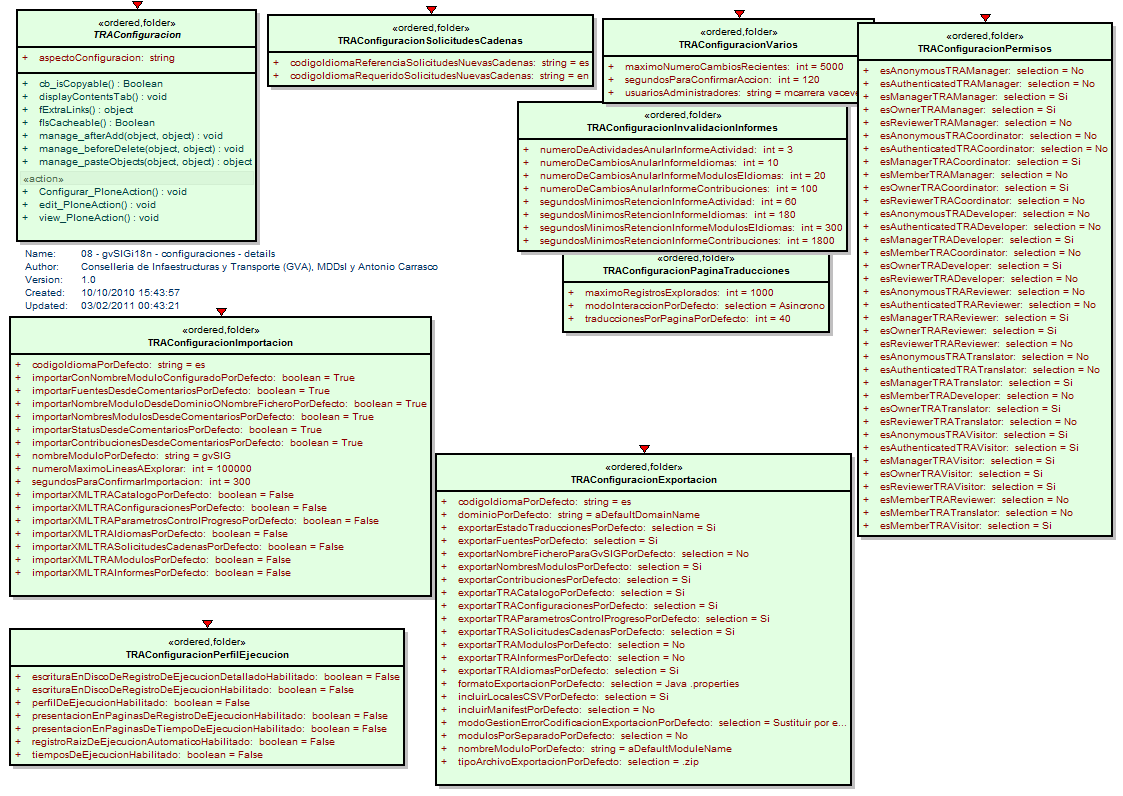 «ordered,folder»
TRAConfiguracion
+ aspectoConfiguracion: string
+ cb_isCopyable() : Boolean
+ displayContentsTab() : void
+ fExtraLinks() : object
+ fIsCacheable() : Boolean
+ manage_afterAdd(object, object) : void
+ manage_beforeDelete(object, object) : void
+ manage_pasteObjects(object, object) : object
«action»
+ Configurar_PloneAction() : void
+ edit_PloneAction() : void
+ view_PloneAction() : void
«ordered,folder»
TRAConfiguracionSolicitudesCadenas
+ codigoIdiomaReferenciaSolicitudesNuevasCadenas: string = es
+ codigoIdiomaRequeridoSolicitudesNuevasCadenas: string = en
«ordered,folder»
TRAConfiguracionVarios
+ maximoNumeroCambiosRecientes: int = 5000
+ segundosParaConfirmarAccion: int = 120
+ usuariosAdministradores: string = mcarrera
«ordered,folder»
TRAConfiguracionInvalidacionInformes
+ numeroDeActividadesAnularInformeActividad: int = 3
+ numeroDeCambiosAnularInformeIdiomas: int = 10
+ numeroDeCambiosAnularInformeModulosEIdiomas: int = 20
+ numeroDeCambiosAnularInformeContribuciones: int = 100
+ segundosMinimosRetencionInformeActividad: int = 60
+ segundosMinimosRetencionInformeIdiomas: int = 180
+ segundosMinimosRetencionInformeModulosEIdiomas: int = 300
+ segundosMinimosRetencionInformeContribuciones: int = 1800
«ordered,folder»
TRAConfiguracionPaginaTraducciones
+ maximoRegistrosExplorados: int = 1000
+ modoInteraccionPorDefecto: selection = Asincrono
+ traduccionesPorPaginaPorDefecto: int = 40
«ordered,folder»
TRAConfiguracionPermisos
+ esAnonymousTRAManager: selection = No
+ esAuthenticatedTRAManager: selection = No
+ esManagerTRAManager: selection = Si
+ esOwnerTRAManager: selection = Si
+ esReviewerTRAManager: selection = No
+ esAnonymousTRACoordinator: selection = No
+ esAuthenticatedTRACoordinator: selection = No
+ esManagerTRACoordinator: selection = Si
+ esMemberTRAManager: selection = No
+ esOwnerTRACoordinator: selection = Si
+ esReviewerTRACoordinator: selection = No
+ esAnonymousTRADeveloper: selection = No
+ esAuthenticatedTRADeveloper: selection = No
+ esManagerTRADeveloper: selection = Si
+ esMemberTRACoordinator: selection = No
+ esOwnerTRADeveloper: selection = Si
+ esReviewerTRADeveloper: selection = No
+ esAnonymousTRAReviewer: selection = No
+ esAuthenticatedTRAReviewer: selection = No
+ esManagerTRAReviewer: selection = Si
+ esOwnerTRAReviewer: selection = Si
+ esReviewerTRAReviewer: selection = No
+ esAnonymousTRATranslator: selection = No
+ esAuthenticatedTRATranslator: selection = No
+ esManagerTRATranslator: selection = Si
+ esMemberTRADeveloper: selection = No
+ esOwnerTRATranslator: selection = Si
+ esReviewerTRATranslator: selection = No
+ esAnonymousTRAVisitor: selection = Si
+ esAuthenticatedTRAVisitor: selection = Si
+ esManagerTRAVisitor: selection = Si
+ esOwnerTRAVisitor: selection = Si
+ esReviewerTRAVisitor: selection = Si
+ esMemberTRAReviewer: selection = No
+ esMemberTRATranslator: selection = No
+ esMemberTRAVisitor: selection = Si
Name: 08 - gvSIGi18n - configuraciones - details
Author: Conselleria de Infaestructuras y Transporte (GVA), MDDsl y Antonio Carrasco
Version: 1.0
Created: 10/10/2010 15:43:57
Updated: 03/02/2011 00:43:21
«ordered,folder»
TRAConfiguracionImportacion
+ codigoIdiomaPorDefecto: string = es
+ importarConNombreModuloConfiguradoPorDefecto: boolean = True
+ importarFuentesDesdeComentariosPorDefecto: boolean = True
+ importarNombreModuloDesdeDominioONombreFicheroPorDefecto: boolean = True
+ importarNombresModulosDesdeComentariosPorDefecto: boolean = True
+ importarStatusDesdeComentariosPorDefecto: boolean = True
+ importarContribucionesDesdeComentariosPorDefecto: boolean = True
+ nombreModuloPorDefecto: string = gvSIG
+ numeroMaximoLineasAExplorar: int = 100000
+ segundosParaConfirmarImportacion: int = 300
+ importarXMLTRACatalogoPorDefecto: boolean = False
+ importarXMLTRAConfiguracionesPorDefecto: boolean = False
+ importarXMLTRAParametrosControlProgresoPorDefecto: boolean = False
+ importarXMLTRAIdiomasPorDefecto: boolean = False
+ importarXMLTRASolicitudesCadenasPorDefecto: boolean = False
+ importarXMLTRAModulosPorDefecto: boolean = False
+ importarXMLTRAInformesPorDefecto: boolean = False
«ordered,folder»
TRAConfiguracionExportacion
+ codigoIdiomaPorDefecto: string = es
+ dominioPorDefecto: string = aDefaultDomainName
+ exportarEstadoTraduccionesPorDefecto: selection = Si
+ exportarFuentesPorDefecto: selection = Si
+ exportarNombreFicheroParaGvSIGPorDefecto: selection = No
+ exportarNombresModulosPorDefecto: selection = Si
+ exportarContribucionesPorDefecto: selection = Si
+ exportarTRACatalogoPorDefecto: selection = Si
+ exportarTRAConfiguracionesPorDefecto: selection = Si
+ exportarTRAParametrosControlProgresoPorDefecto: selection = Si
+ exportarTRASolicitudesCadenasPorDefecto: selection = Si
+ exportarTRAModulosPorDefecto: selection = No
+ exportarTRAInformesPorDefecto: selection = No
+ exportarTRAIdiomasPorDefecto: selection = Si
+ formatoExportacionPorDefecto: selection = Java .properties
+ incluirLocalesCSVPorDefecto: selection = Si
+ incluirManifestPorDefecto: selection = No
+ modoGestionErrorCodificacionExportacionPorDefecto: selection = Sustituir por e...
+ modulosPorSeparadoPorDefecto: selection = No
+ nombreModuloPorDefecto: string = aDefaultModuleName
+ tipoArchivoExportacionPorDefecto: selection = .zip
«ordered,folder»
TRAConfiguracionPerfilEjecucion
+ escrituraEnDiscoDeRegistroDeEjecucionDetalladoHabilitado: boolean = False
+ escrituraEnDiscoDeRegistroDeEjecucionHabilitado: boolean = False
+ perfilDeEjecucionHabilitado: boolean = False
+ presentacionEnPaginasDeRegistroDeEjecucionHabilitado: boolean = False
+ presentacionEnPaginasDeTiempoDeEjecucionHabilitado: boolean = False
+ registroRaizDeEjecucionAutomaticoHabilitado: boolean = False
+ tiemposDeEjecucionHabilitado: boolean = False